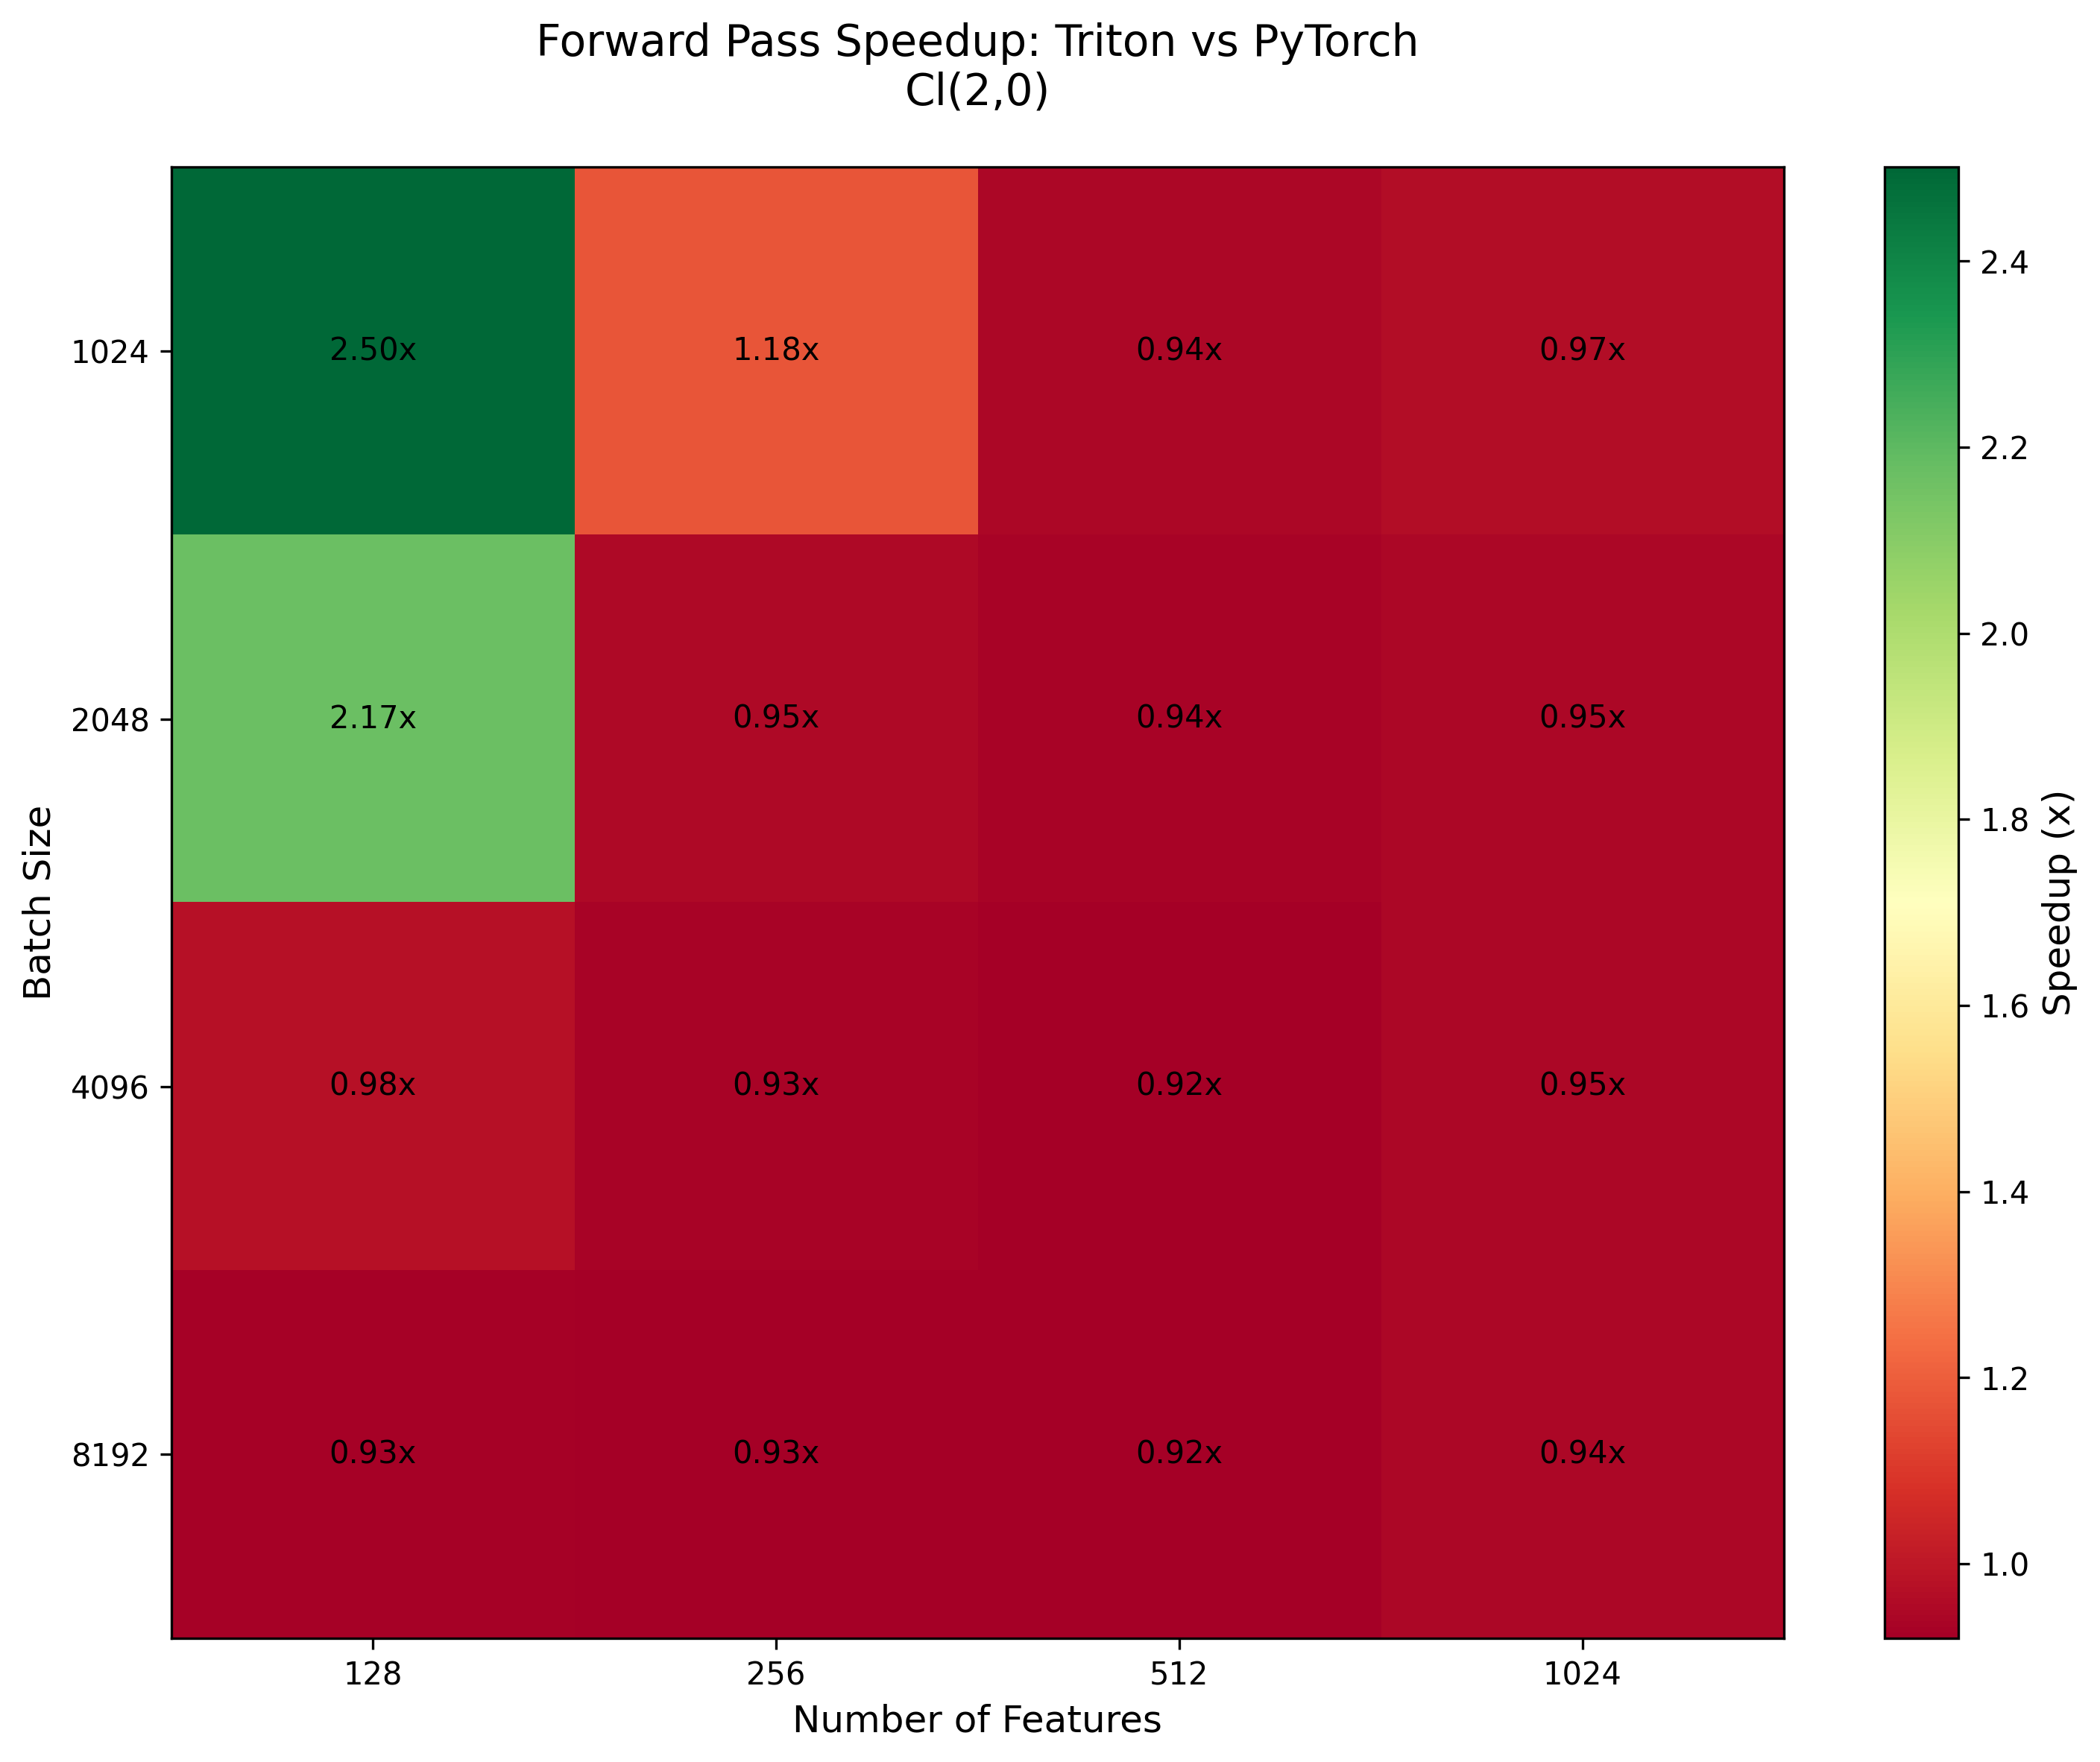 Forward Pass Speedup: Triton vs PyTorch
Cl(2,0)
Batch Size
1024
2.50x 1.18x 0.94x 0.97x
2048
2.17x 0.95x 0.94x 0.95x
4096
0.98x 0.93x 0.92x 0.95x
8192
0.93x 0.93x 0.92x 0.94x
128 256 512 1024
Number of Features
2.4
2.2
2.0
1.8
1.6
1.4
1.2
1.0
Speedup (x)